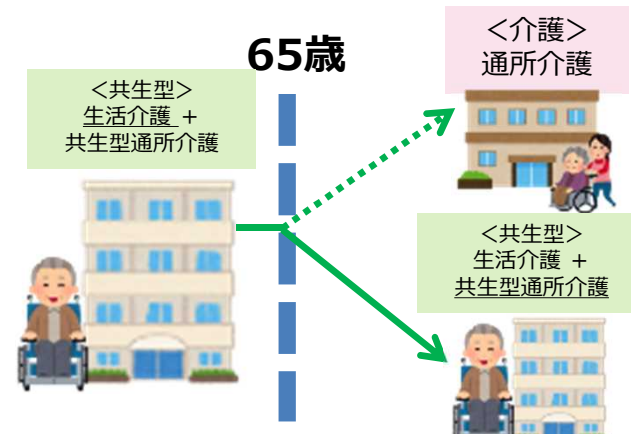 65歳
＜共生型＞
生活介護 +
共生型通所介護
＜介護＞
通所介護
＜共生型＞
生活介護 +
共生型通所介護